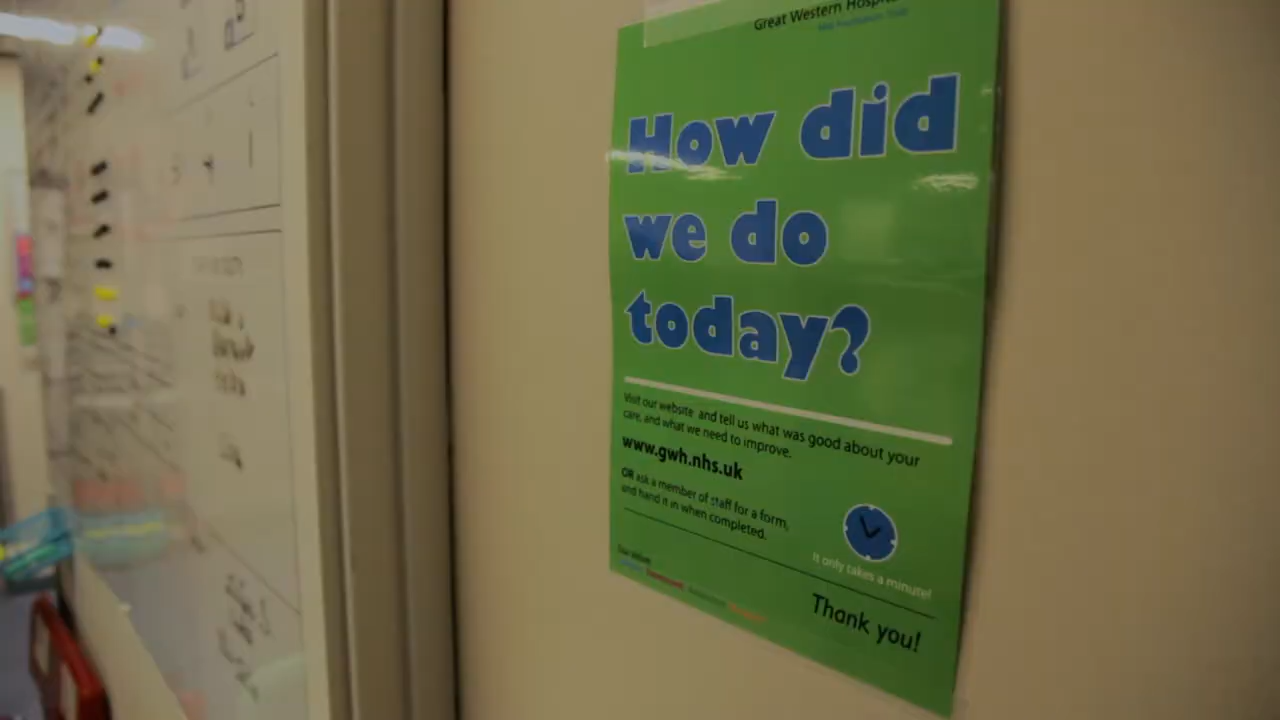 Great Western
How did
we do
today?
Visit our website and tell us what was good about your
care, and what we need to improve.
www.gwh.nhs.uk
OR ask a member of staff for a form,
and hand it in when completed.
It only takes a minute!
Thank you!